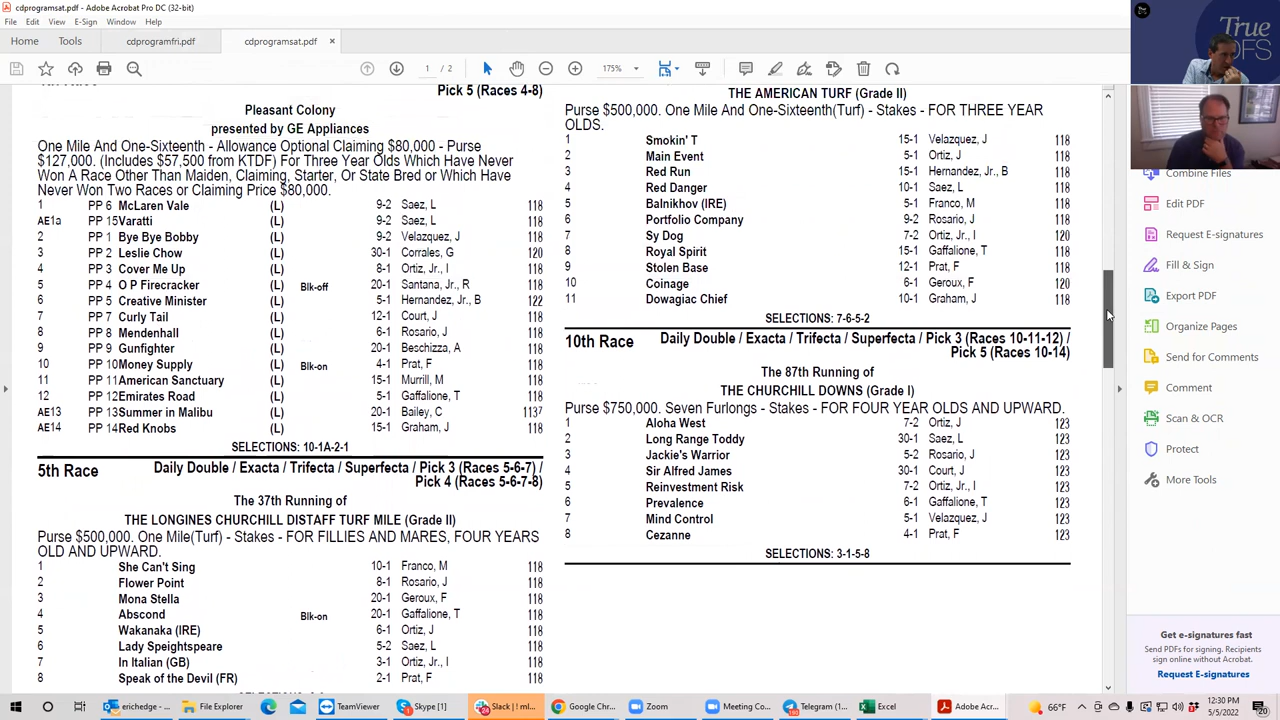 cdprogramsat.pdf - Adobe Acrobat Pro DC (32-bit)
File Edit View E-Sign Window Help
Home Tools cdprogramfri.pdf cdprogramsat.pdf ×
1 / 2 175%
Pick 5 (Races 4-8)
Pleasant Colony
presented by GE Appliances
One Mile And One-Sixteenth - Allowance Optional Claiming $80,000 - Purse
$127,000. (Includes $57,500 from KTDF) For Three Year Olds Which Have Never
Won A Race Other Than Maiden, Claiming, Starter, Or State Bred or Which Have
Never Won Two Races or Claiming Price $80,000.
1 PP 6 McLaren Vale (L) 9-2 Saez, L 118
AE1a PP 15 Varatti (L) 9-2 Saez, L 118
2 PP 1 Bye Bye Bobby (L) 9-2 Velazquez, J 118
3 PP 2 Leslie Chow (L) 30-1 Corrales, G 120
4 PP 3 Cover Me Up (L) 8-1 Ortiz, Jr., I 118
5 PP 4 O P Firecracker (L) Blk-off 20-1 Santana, Jr., R 118
6 PP 5 Creative Minister (L) 5-1 Hernandez, Jr., B 122
7 PP 7 Curly Tail (L) 12-1 Court, J 118
8 PP 8 Mendenhall (L) 6-1 Rosario, J 118
9 PP 9 Gunfighter (L) 20-1 Beschizza, A 118
10 PP 10 Money Supply (L) Blk-on 4-1 Prat, F 118
11 PP 11 American Sanctuary (L) 15-1 Murrill, M 118
12 PP 12 Emirates Road (L) 5-1 Gaffalione, T 118
AE13 PP 13 Summer in Malibu (L) 20-1 Bailey, C 1137
AE14 PP 14 Red Knobs (L) 15-1 Graham, J 118
SELECTIONS: 10-1A-2-1
5th Race Daily Double / Exacta / Trifecta / Superfecta / Pick 3 (Races 5-6-7) /
Pick 4 (Races 5-6-7-8)
The 37th Running of
THE LONGINES CHURCHILL DISTAFF TURF MILE (Grade II)
Purse $500,000. One Mile(Turf) - Stakes - FOR FILLIES AND MARES, FOUR YEARS
OLD AND UPWARD.
1 She Can't Sing 10-1 Franco, M 118
2 Flower Point 8-1 Rosario, J 118
3 Mona Stella 20-1 Geroux, F 118
4 Abscond Blk-on 20-1 Gaffalione, T 118
5 Wakanaka (IRE) 6-1 Ortiz, J 118
6 Lady Speightspeare 5-2 Saez, L 118
7 In Italian (GB) 3-1 Ortiz, Jr., I 118
8 Speak of the Devil (FR) 2-1 Prat, F 118
THE AMERICAN TURF (Grade II)
Purse $500,000. One Mile And One-Sixteenth(Turf) - Stakes - FOR THREE YEAR
OLDS.
1 Smokin' T 15-1 Velazquez, J 118
2 Main Event 5-1 Ortiz, J 118
3 Red Run 15-1 Hernandez, Jr., B 118
4 Red Danger 10-1 Saez, L 118
5 Balnikhov (IRE) 5-1 Franco, M 118
6 Portfolio Company 9-2 Rosario, J 118
7 Sy Dog 7-2 Ortiz, Jr., I 120
8 Royal Spirit 15-1 Gaffalione, T 118
9 Stolen Base 12-1 Prat, F 118
10 Coinage 6-1 Geroux, F 120
11 Dowagiac Chief 10-1 Graham, J 118
SELECTIONS: 7-6-5-2
10th Race Daily Double / Exacta / Trifecta / Superfecta / Pick 3 (Races 10-11-12) /
Pick 5 (Races 10-14)
The 87th Running of
THE CHURCHILL DOWNS (Grade I)
Purse $750,000. Seven Furlongs - Stakes - FOR FOUR YEAR OLDS AND UPWARD.
1 Aloha West 7-2 Ortiz, J 123
2 Long Range Toddy 30-1 Saez, L 123
3 Jackie's Warrior 5-2 Rosario, J 123
4 Sir Alfred James 30-1 Court, J 123
5 Reinvestment Risk 7-2 Ortiz, Jr., I 123
6 Prevalence 6-1 Gaffalione, T 123
7 Mind Control 5-1 Velazquez, J 123
8 Cezanne 4-1 Prat, F 123
SELECTIONS: 3-1-5-8
True
DFS
Combine Files
Edit PDF
Request E-signatures
Fill & Sign
Export PDF
Organize Pages
Send for Comments
Comment
Scan & OCR
Protect
More Tools
Get e-signatures fast
Send PDFs for signing. Recipients
sign online without Acrobat.
Request E-signatures
erichedge - ... File Explorer TeamViewer Skype [1] Slack | ! ml... Google Chr... Zoom Meeting Co... Telegram (1... Excel Adobe Acr... 66°F 12:30 PM
5/5/2022